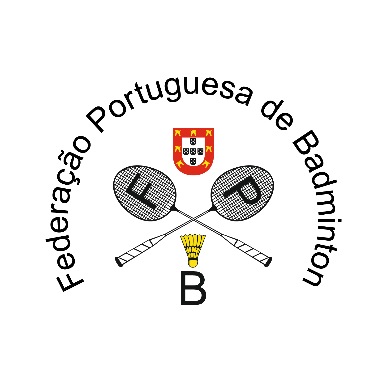 Federação Portuguesa de Badminton
F P
B